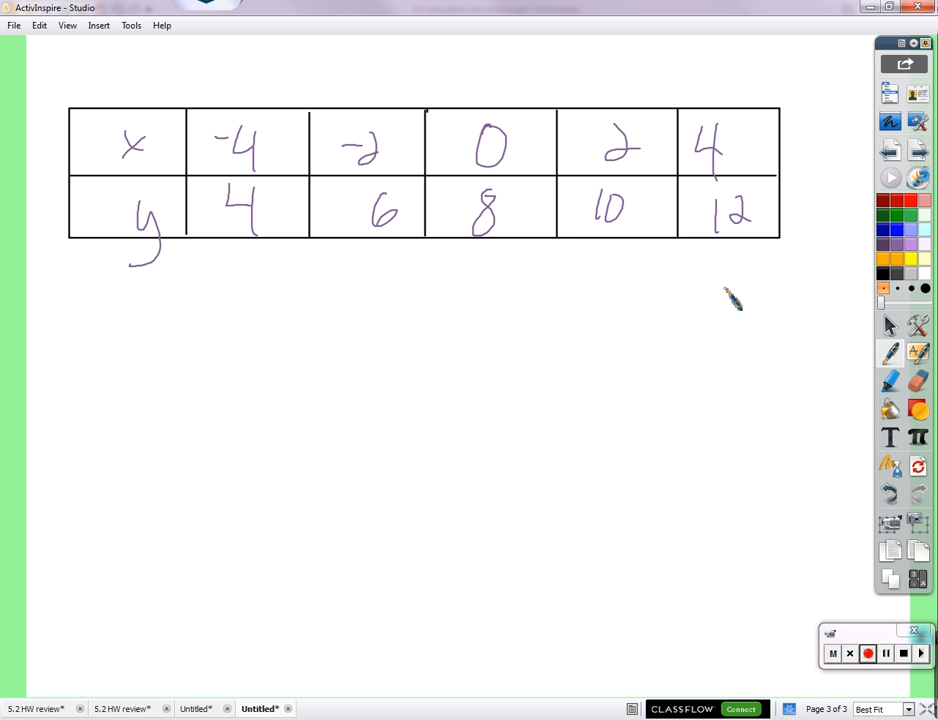 ActivInspire - Studio
File Edit View Insert Tools Help
x -4 -2 0 2 4
y 4 6 8 10 12
T π
M
5.2 HW review* 5.2 HW review* Untitled* Untitled* CLASSFLOW Connect Page 3 of 3 Best Fit